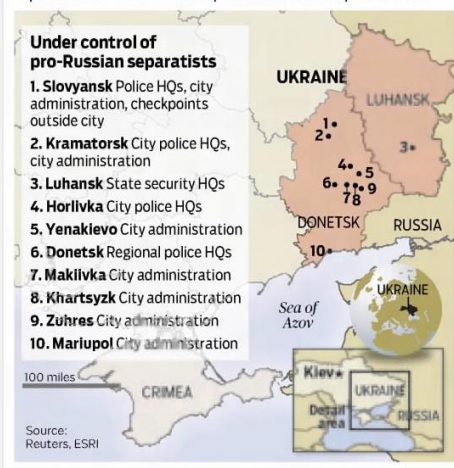 Under control of
pro-Russian separatists
1. Slovyansk Police HQs, city
administration, checkpoints
outside city
2. Kramatorsk City police HQs,
city administration
3. Luhansk State security HQs
4. Horlivka City police HQs
5. Yenakievo City administration
6. Donetsk Regional police HQs
7. Makiivka City administration
8. Khartsyzk City administration
9. Zuhres City administration
10. Mariupol City administration
UKRAINE
LUHANSK
1
2
3
4
5
6
7
8
9
DONETSK
RUSSIA
10
Sea of
Azov
UKRAINE
100 miles
CRIMEA
Kiev
UKRAINE
Detail
area
RUSSIA
Source:
Reuters, ESRI